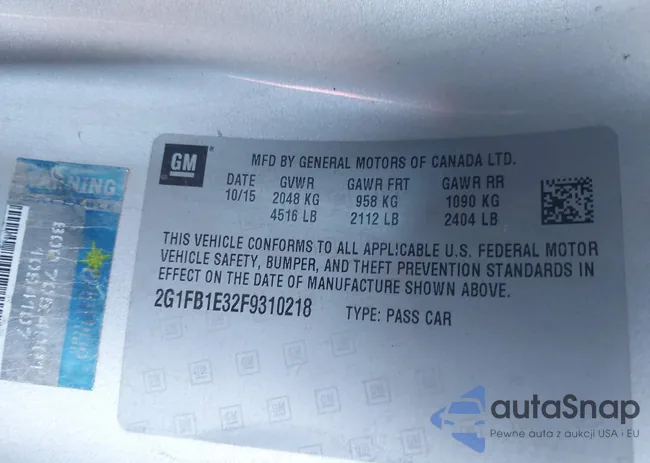 GM
MFD BY GENERAL MOTORS OF CANADA LTD.
DATE GVWR GAWR FRT GAWR RR
10/15 2048 KG 958 KG 1090 KG
4516 LB 2112 LB 2404 LB
THIS VEHICLE CONFORMS TO ALL APPLICABLE U.S. FEDERAL MOTOR
VEHICLE SAFETY, BUMPER, AND THEFT PREVENTION STANDARDS IN
EFFECT ON THE DATE OF MANUFACTURE SHOWN ABOVE.
2G1FB1E32F9310218 TYPE: PASS CAR
WARNING
autaSnap
Pewne auta z aukcji USA i EU